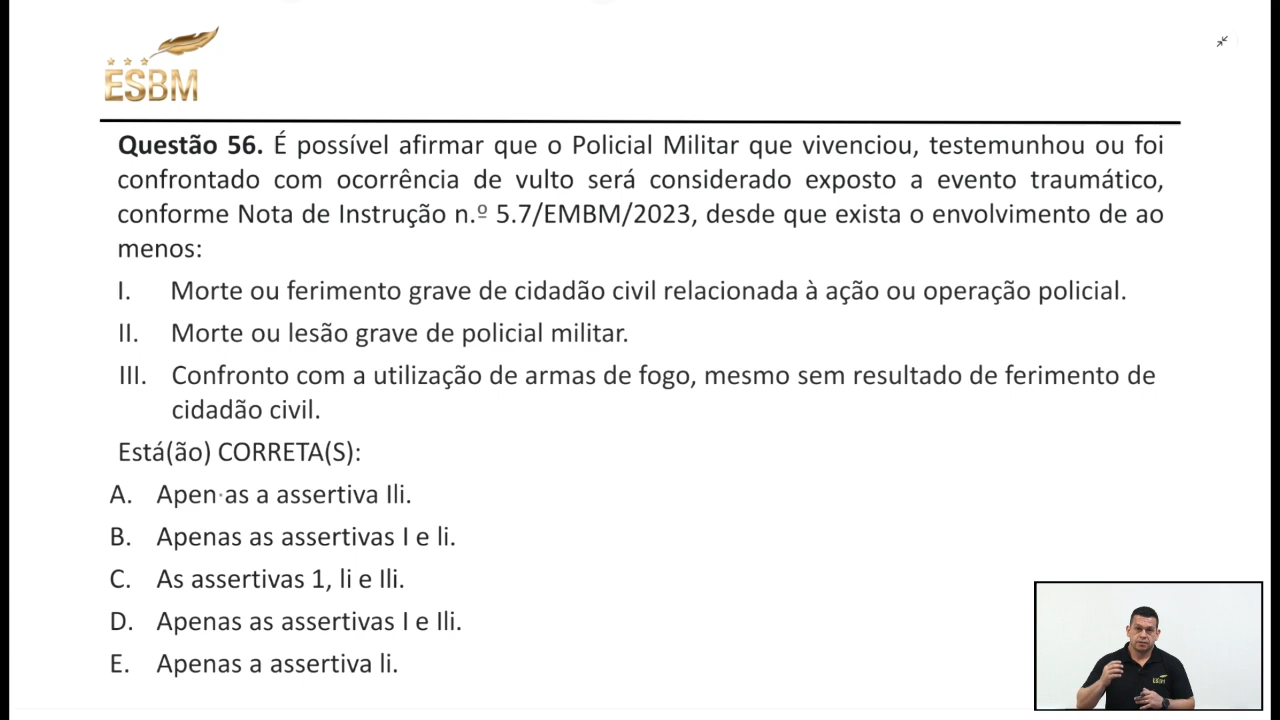 ESBM
Questão 56. É possível afirmar que o Policial Militar que vivenciou, testemunhou ou foi
confrontado com ocorrência de vulto será considerado exposto a evento traumático,
conforme Nota de Instrução n.º 5.7/EMBM/2023, desde que exista o envolvimento de ao
menos:
I. Morte ou ferimento grave de cidadão civil relacionada à ação ou operação policial.
II. Morte ou lesão grave de policial militar.
III. Confronto com a utilização de armas de fogo, mesmo sem resultado de ferimento de
cidadão civil.
Está(ão) CORRETA(S):
A. Apen·as a assertiva Ili.
B. Apenas as assertivas I e li.
C. As assertivas 1, li e Ili.
D. Apenas as assertivas I e Ili.
E. Apenas a assertiva li.
ESBM